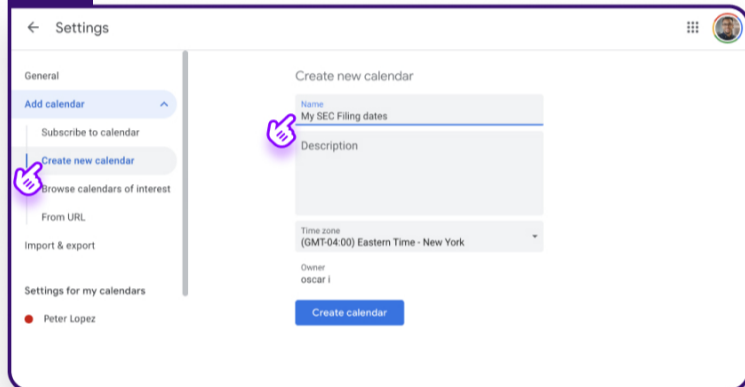 Settings
General
Add calendar
Subscribe to calendar
Create new calendar
Browse calendars of interest
From URL
Import & export
Settings for my calendars
Peter Lopez
Create new calendar
Name
My SEC Filing dates
Description
Time zone
(GMT-04:00) Eastern Time - New York
Owner
oscar i
Create calendar